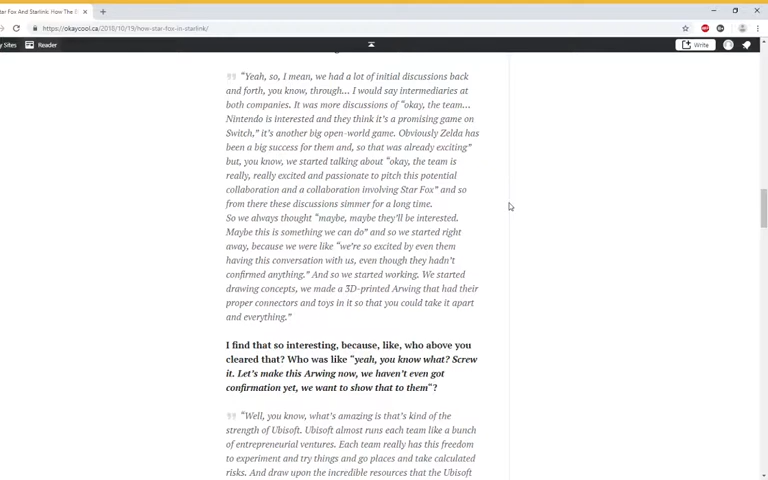 tar Fox And Starlink: How The S
https://okaycool.ca/2018/10/19/how-star-fox-in-starlink/
y Sites Reader Write
“Yeah, so, I mean, we had a lot of initial discussions back
and forth, you know, through… I would say intermediaries at
both companies. It was more discussions of “okay, the team…
Nintendo is interested and they think it’s a promising game on
Switch,” it’s another big open-world game. Obviously Zelda has
been a big success for them and, so that was already exciting”
but, you know, we started talking about “okay, the team is
really, really excited and passionate to pitch this potential
collaboration and a collaboration involving Star Fox” and so
from there these discussions simmer for a long time.
So we always thought “maybe, maybe they’ll be interested.
Maybe this is something we can do” and so we started right
away, because we were like “we’re so excited by even them
having this conversation with us, even though they hadn’t
confirmed anything.” And so we started working. We started
drawing concepts, we made a 3D-printed Arwing that had their
proper connectors and toys in it so that you could take it apart
and everything.”
I find that so interesting, because, like, who above you
cleared that? Who was like “yeah, you know what? Screw
it. Let’s make this Arwing now, we haven’t even got
confirmation yet, we want to show that to them“?
“Well, you know, what’s amazing is that’s kind of the
strength of Ubisoft. Ubisoft almost runs each team like a bunch
of entrepreneurial ventures. Each team really has this freedom
to experiment and try things and go places and take calculated
risks. And draw upon the incredible resources that the Ubisoft